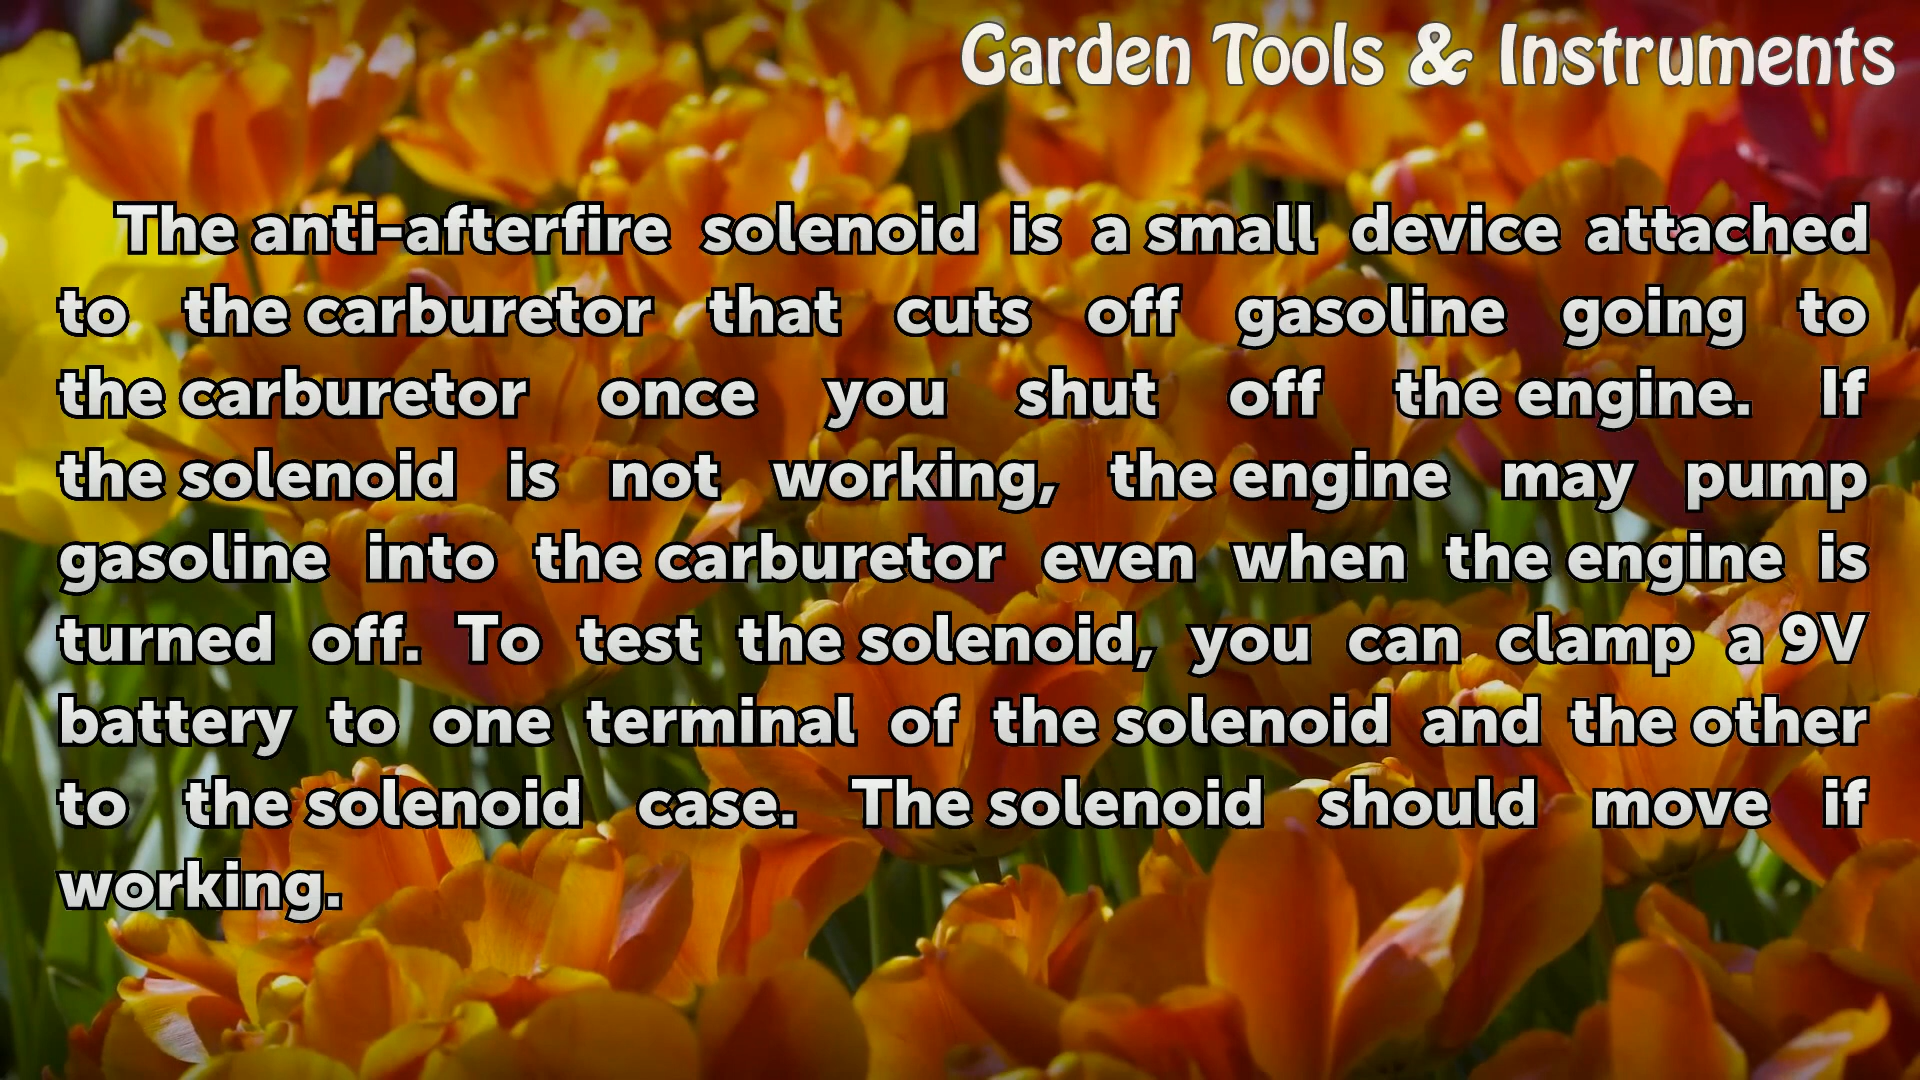 Garden Tools & Instruments
The anti-afterfire solenoid is a small device attached
to the carburetor that cuts off gasoline going to
the carburetor once you shut off the engine. If
the solenoid is not working, the engine may pump
gasoline into the carburetor even when the engine is
turned off. To test the solenoid, you can clamp a 9V
battery to one terminal of the solenoid and the other
to the solenoid case. The solenoid should move if
working.